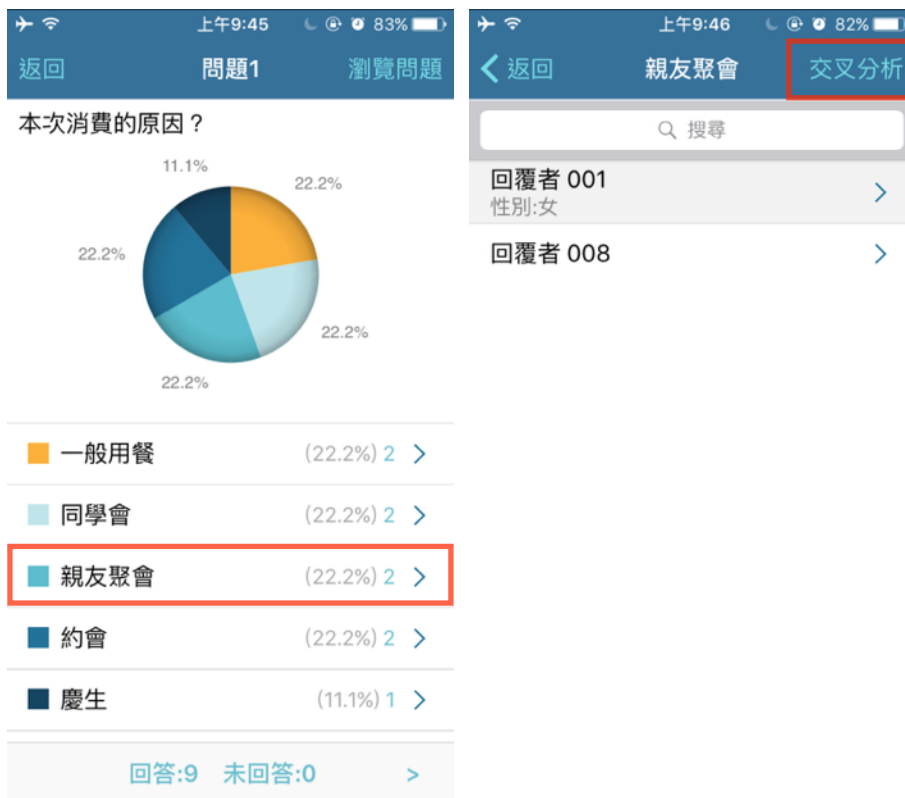 上午9:45 83%
返回 問題1 瀏覽問題
本次消費的原因？
11.1%
22.2%
22.2%
22.2%
22.2%
一般用餐 (22.2%) 2
同學會 (22.2%) 2
親友聚會 (22.2%) 2
約會 (22.2%) 2
慶生 (11.1%) 1
回答:9 未回答:0 >
上午9:46 82%
返回 親友聚會 交叉分析
搜尋
回覆者 001
性別:女
回覆者 008